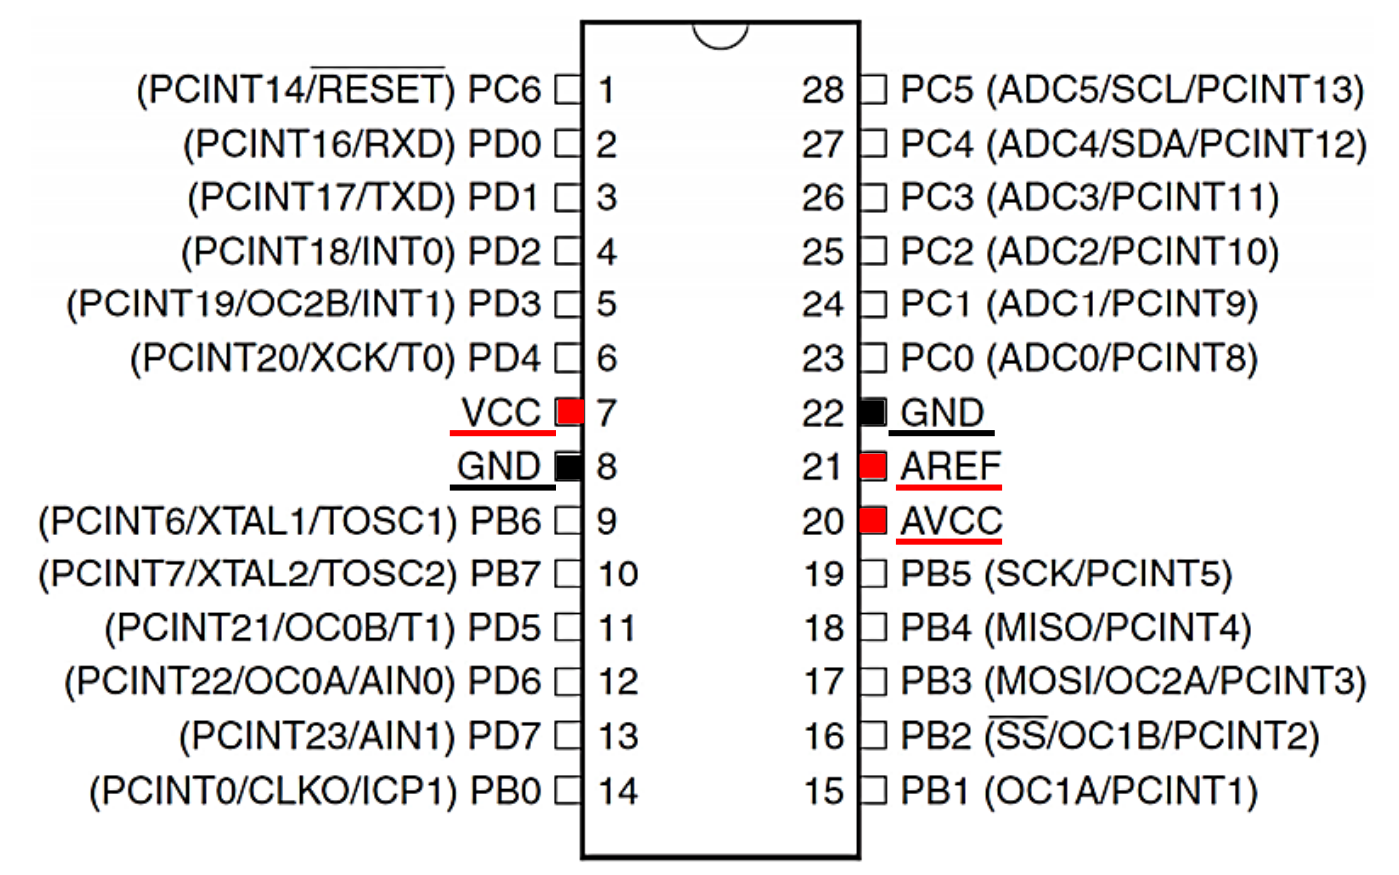 (PCINT14/RESET) PC6 1 28 PC5 (ADC5/SCL/PCINT13)
(PCINT16/RXD) PD0 2 27 PC4 (ADC4/SDA/PCINT12)
(PCINT17/TXD) PD1 3 26 PC3 (ADC3/PCINT11)
(PCINT18/INT0) PD2 4 25 PC2 (ADC2/PCINT10)
(PCINT19/OC2B/INT1) PD3 5 24 PC1 (ADC1/PCINT9)
(PCINT20/XCK/T0) PD4 6 23 PC0 (ADC0/PCINT8)
VCC 7 22 GND
GND 8 21 AREF
(PCINT6/XTAL1/TOSC1) PB6 9 20 AVCC
(PCINT7/XTAL2/TOSC2) PB7 10 19 PB5 (SCK/PCINT5)
(PCINT21/OC0B/T1) PD5 11 18 PB4 (MISO/PCINT4)
(PCINT22/OC0A/AIN0) PD6 12 17 PB3 (MOSI/OC2A/PCINT3)
(PCINT23/AIN1) PD7 13 16 PB2 (SS/OC1B/PCINT2)
(PCINT0/CLKO/ICP1) PB0 14 15 PB1 (OC1A/PCINT1)